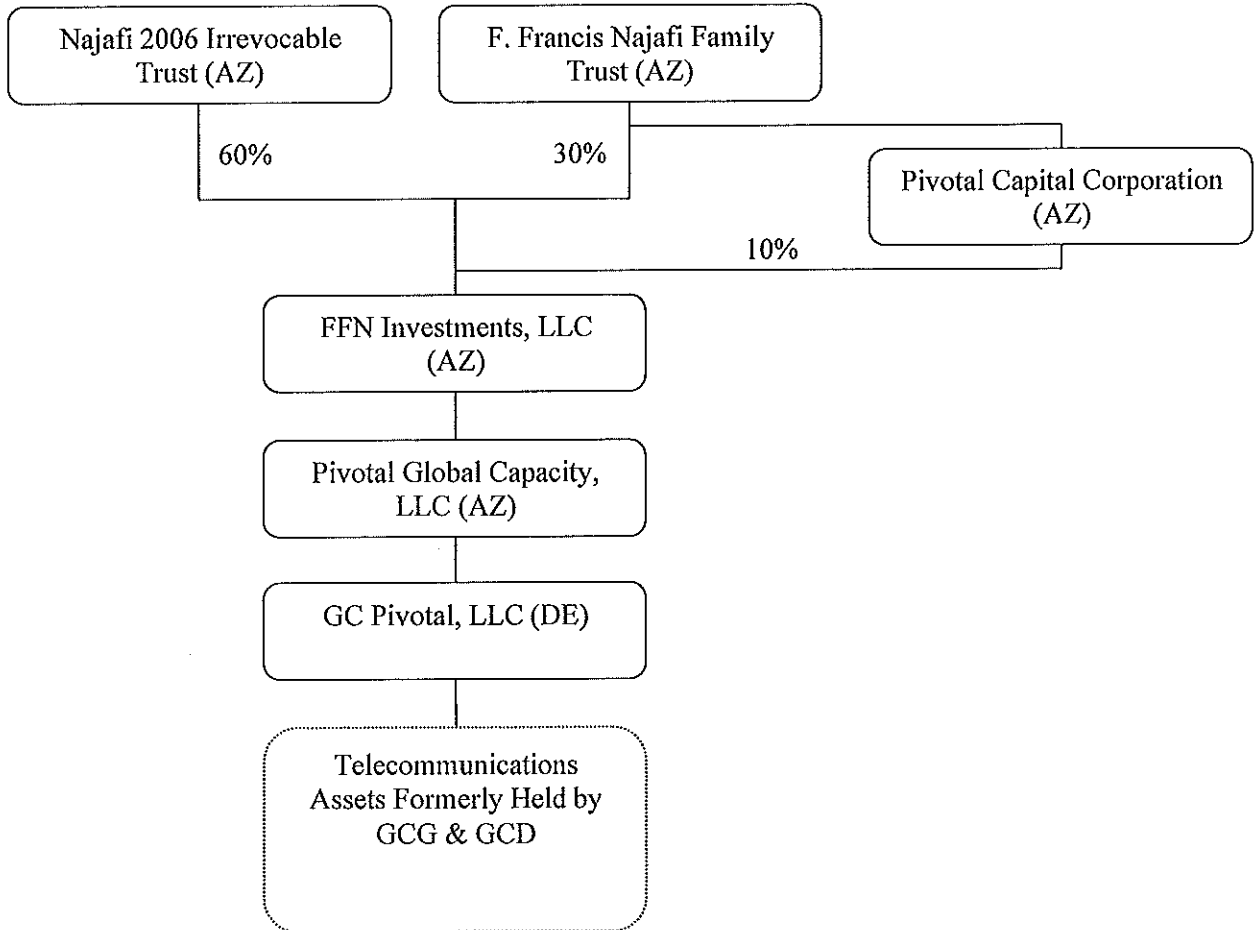 Najafi 2006 Irrevocable
Trust (AZ)
F. Francis Najafi Family
Trust (AZ)
60%
30%
Pivotal Capital Corporation
(AZ)
10%
FFN Investments, LLC
(AZ)
Pivotal Global Capacity,
LLC (AZ)
GC Pivotal, LLC (DE)
Telecommunications
Assets Formerly Held by
GCG & GCD